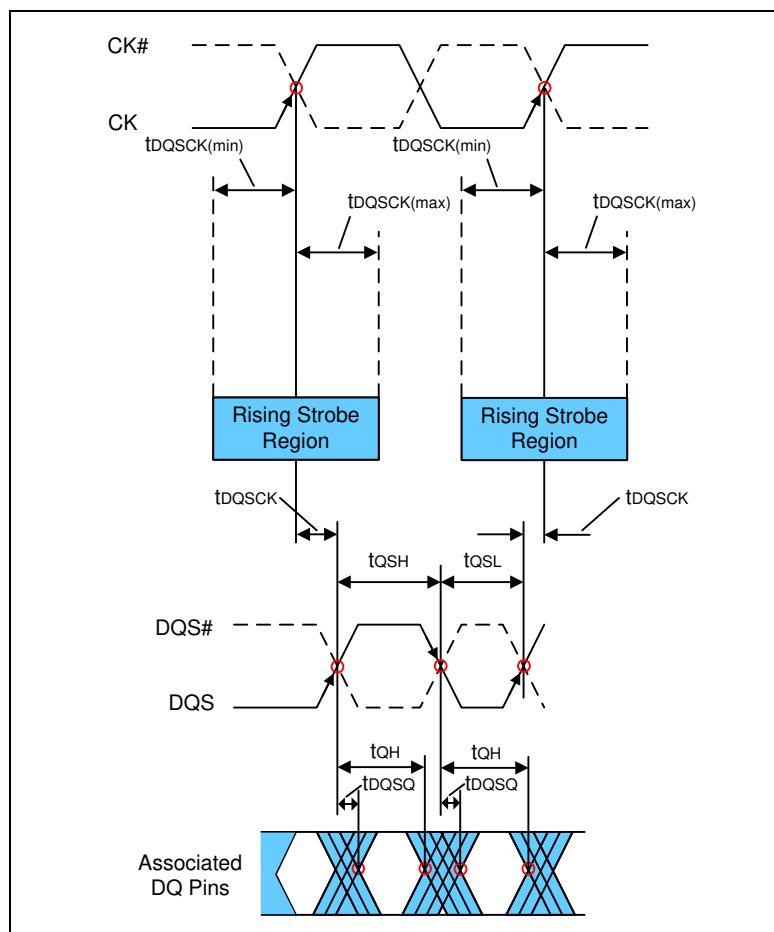 CK#
CK
tDQSCK(min)
tDQSCK(min)
tDQSCK(max)
tDQSCK(max)
Rising Strobe
Region
Rising Strobe
Region
tDQSCK
tDQSCK
tQSH
tQSL
DQS#
DQS
tQH
tQH
tDQSQ
tDQSQ
Associated
DQ Pins